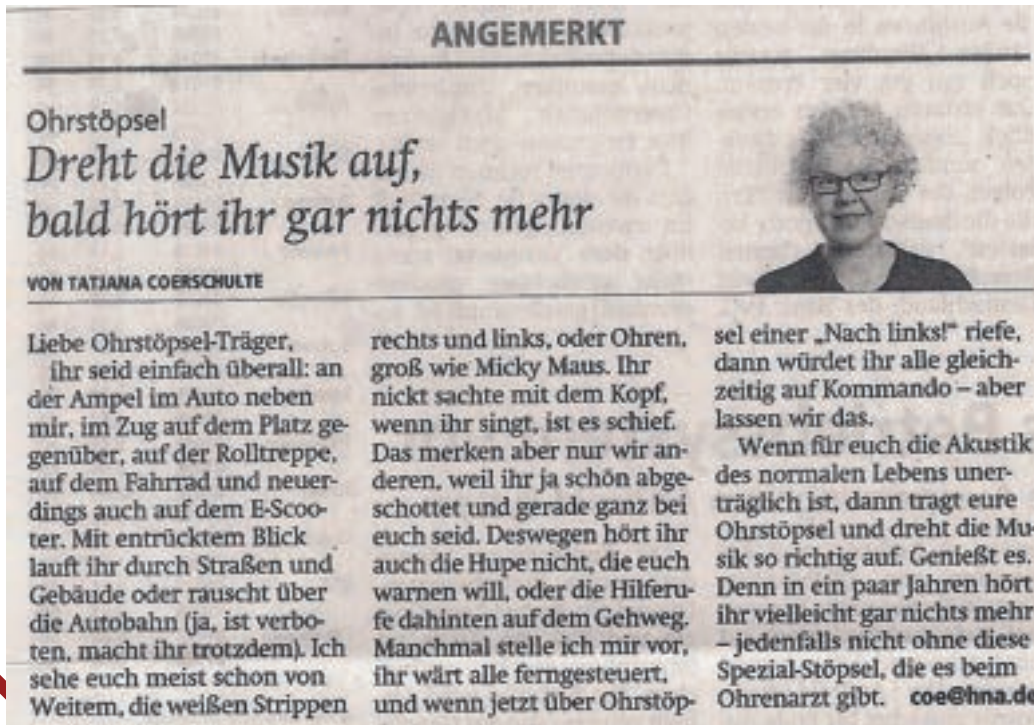 ANGEMERKT
Ohrstöpsel
Dreht die Musik auf,
bald hört ihr gar nichts mehr
VON TATJANA COERSCHULTE
Liebe Ohrstöpsel-Träger,
ihr seid einfach überall: an
der Ampel im Auto neben
mir, im Zug auf dem Platz ge-
genüber, auf der Rolltreppe,
auf dem Fahrrad und neuer-
dings auch auf dem E-Scoo-
ter. Mit entrücktem Blick
lauft ihr durch Straßen und
Gebäude oder rauscht über
die Autobahn (ja, ist verbo-
ten, macht ihr trotzdem). Ich
sehe euch meist schon von
Weitem, die weißen Strippen
rechts und links, oder Ohren,
groß wie Micky Maus. Ihr
nickt sachte mit dem Kopf,
wenn ihr singt, ist es schief.
Das merken aber nur wir an-
deren, weil ihr ja schön abge-
schottet und gerade ganz bei
euch seid. Deswegen hört ihr
auch die Hupe nicht, die euch
warnen will, oder die Hilferu-
fe dahinten auf dem Gehweg.
Manchmal stelle ich mir vor,
ihr wärt alle ferngesteuert,
und wenn jetzt über Ohrstöp-
sel einer „Nach links!" riefe,
dann würdet ihr alle gleich-
zeitig auf Kommando – aber
lassen wir das.
Wenn für euch die Akustik
des normalen Lebens uner-
träglich ist, dann tragt eure
Ohrstöpsel und dreht die Mu
sik so richtig auf. Genießt es.
Denn in ein paar Jahren hört
ihr vielleicht gar nichts mehr
– jedenfalls nicht ohne diese
Spezial-Stöpsel, die es beim
Ohrenarzt gibt. coe@hna.de